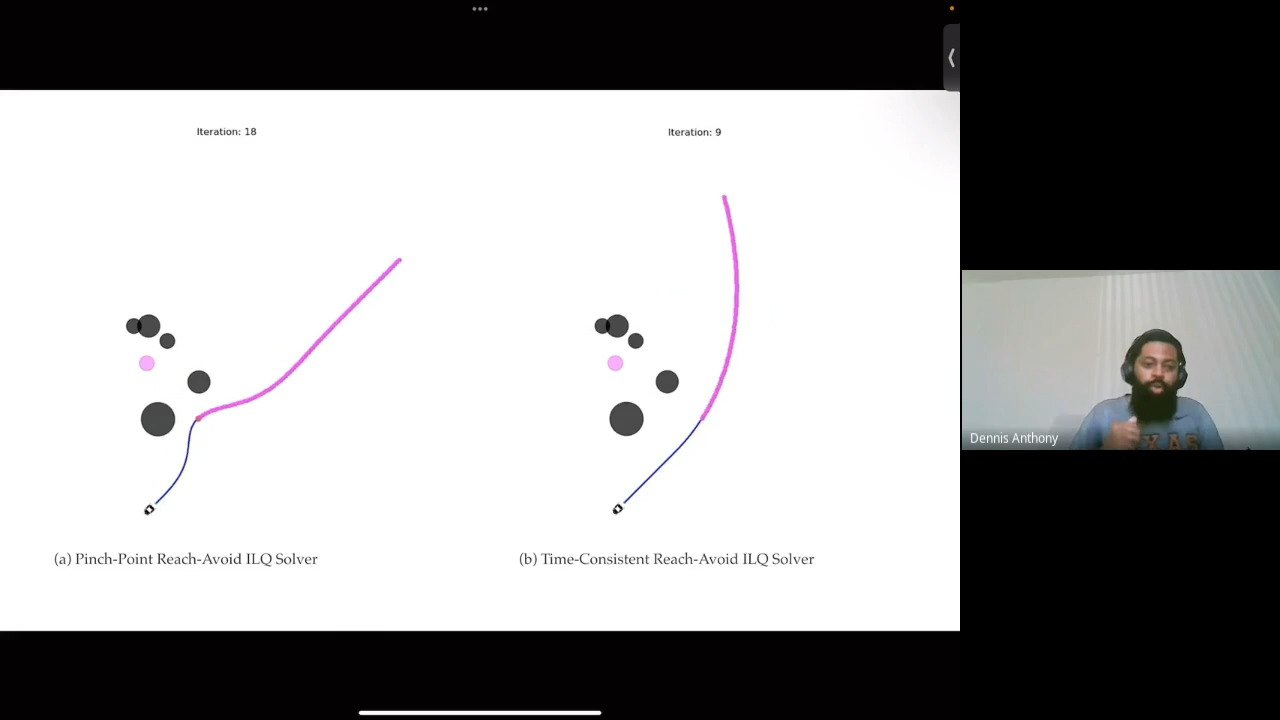 Iteration: 18
Iteration: 9
(a) Pinch-Point Reach-Avoid ILQ Solver
(b) Time-Consistent Reach-Avoid ILQ Solver
Dennis Anthony